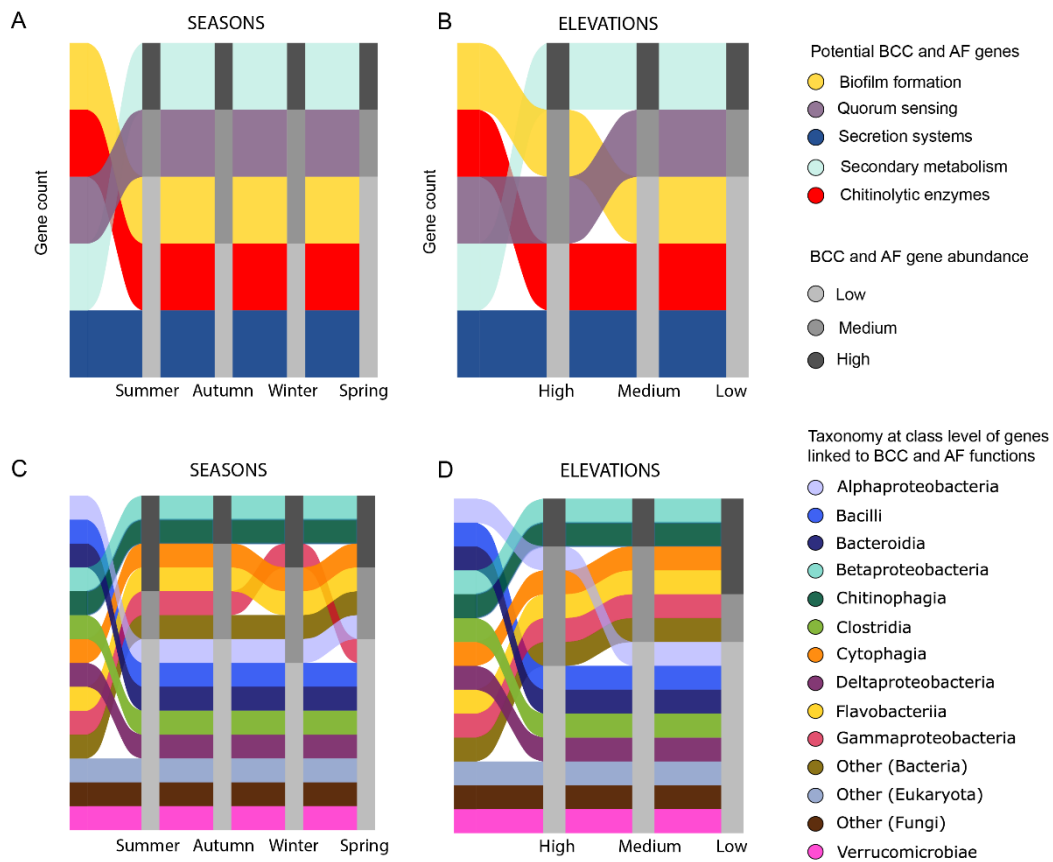 A
SEASONS
Gene count
Summer Autumn Winter Spring
B
ELEVATIONS
Gene count
High Medium Low
Potential BCC and AF genes
Biofilm formation
Quorum sensing
Secretion systems
Secondary metabolism
Chitinolytic enzymes
BCC and AF gene abundance
Low
Medium
High
C
SEASONS
Summer Autumn Winter Spring
D
ELEVATIONS
High Medium Low
Taxonomy at class level of genes
linked to BCC and AF functions
Alphaproteobacteria
Bacilli
Bacteroidia
Betaproteobacteria
Chitinophagia
Clostridia
Cytophagia
Deltaproteobacteria
Flavobacteriia
Gammaproteobacteria
Other (Bacteria)
Other (Eukaryota)
Other (Fungi)
Verrucomicrobiae